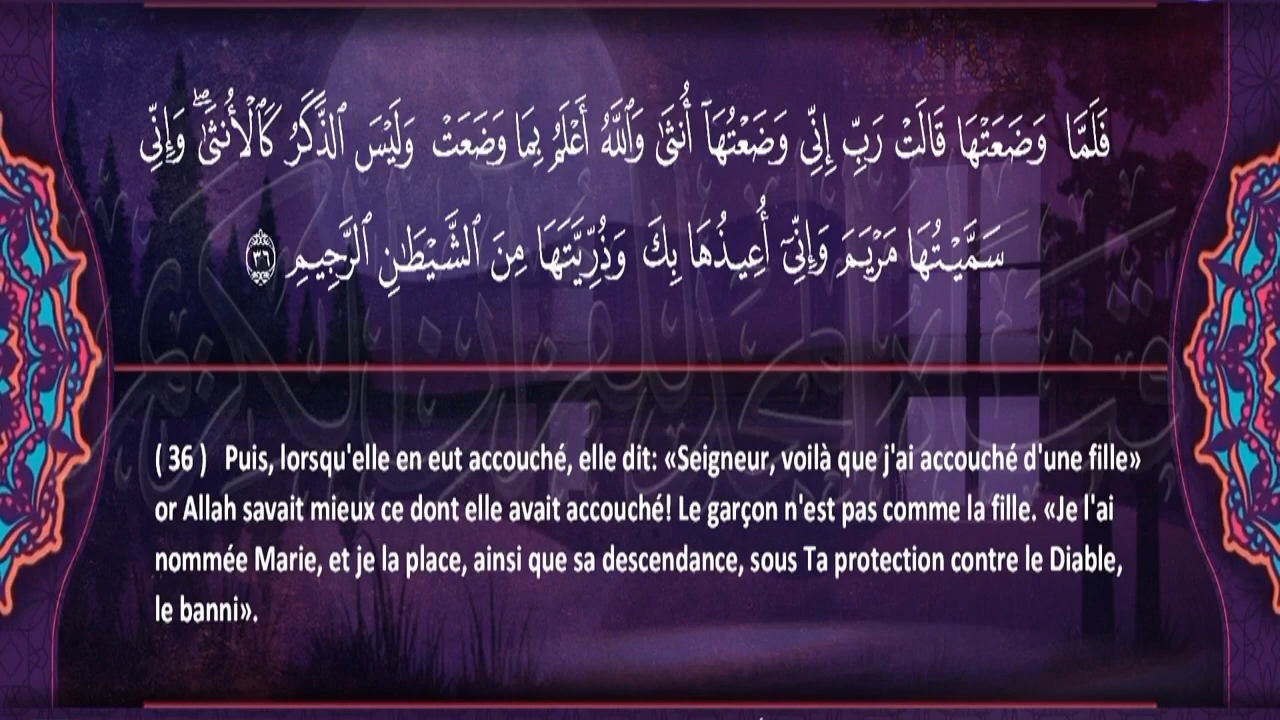 فَلَمَّا وَضَعَتْهَا قَالَتْ رَبِّ إِنِّي وَضَعْتُهَآ أُنثَىٰ وَٱللَّهُ أَعْلَمُ بِمَا وَضَعَتْ وَلَيْسَ ٱلذَّكَرُ كَٱلْأُنثَىٰۖ وَإِنِّي
سَمَّيْتُهَا مَرْيَمَ وَإِنِّيٓ أُعِيذُهَا بِكَ وَذُرِّيَّتَهَا مِنَ ٱلشَّيْطَٰنِ ٱلرَّجِيمِ ٣٦
( 36 ) Puis, lorsqu'elle en eut accouché, elle dit: «Seigneur, voilà que j'ai accouché d'une fille»
or Allah savait mieux ce dont elle avait accouché! Le garçon n'est pas comme la fille. «Je l'ai
nommée Marie, et je la place, ainsi que sa descendance, sous Ta protection contre le Diable,
le banni».